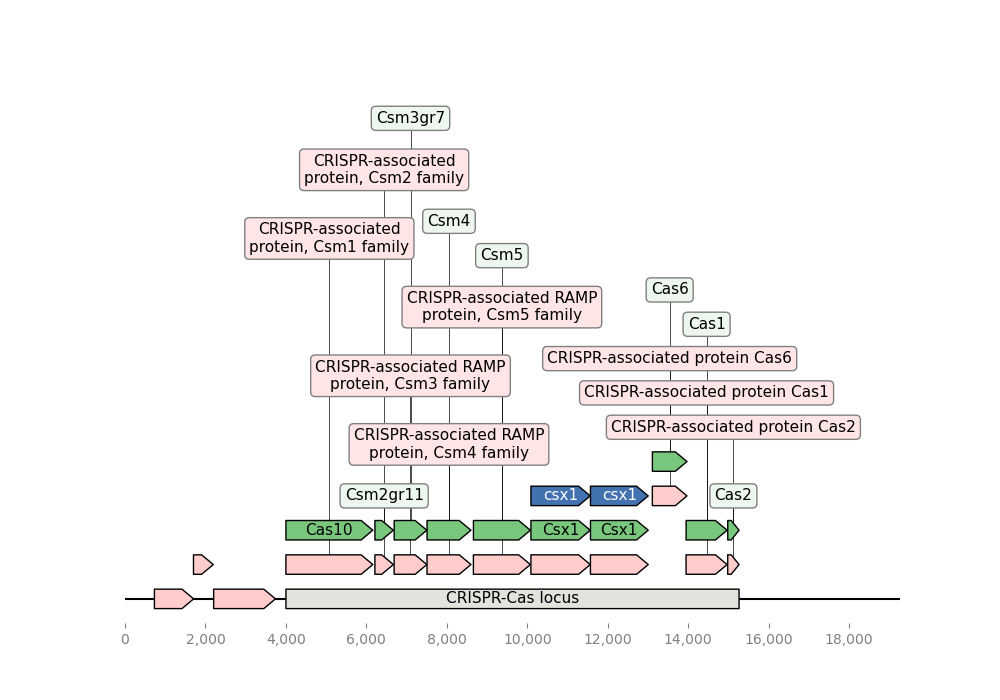 Csm3gr7
CRISPR-associated
protein, Csm2 family
Csm4
CRISPR-associated
protein, Csm1 family
Csm5
Cas6
CRISPR-associated RAMP
protein, Csm5 family
Cas1
CRISPR-associated protein Cas6
CRISPR-associated RAMP
protein, Csm3 family
CRISPR-associated protein Cas1
CRISPR-associated protein Cas2
CRISPR-associated RAMP
protein, Csm4 family
Csm2gr11
csx1
csx1
Cas2
Cas10
Csx1
Csx1
CRISPR-Cas locus
0
2,000
4,000
6,000
8,000
10,000
12,000
14,000
16,000
18,000